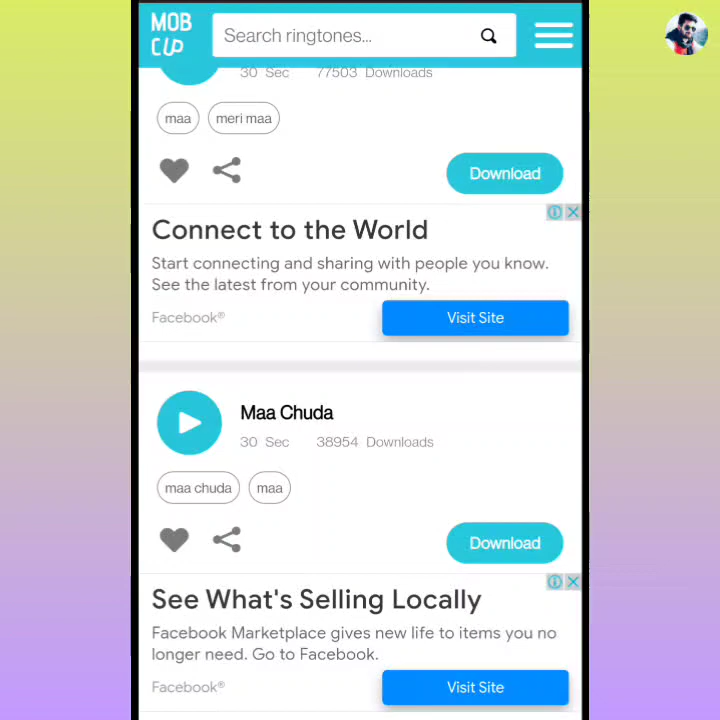 MOB
CUP
Search ringtones...
30 Sec 77503 Downloads
maa
meri maa
Download
Connect to the World
Start connecting and sharing with people you know.
See the latest from your community.
Facebook®
Visit Site
Maa Chuda
30 Sec 38954 Downloads
maa chuda
maa
Download
See What's Selling Locally
Facebook Marketplace gives new life to items you no
longer need. Go to Facebook.
Facebook®
Visit Site